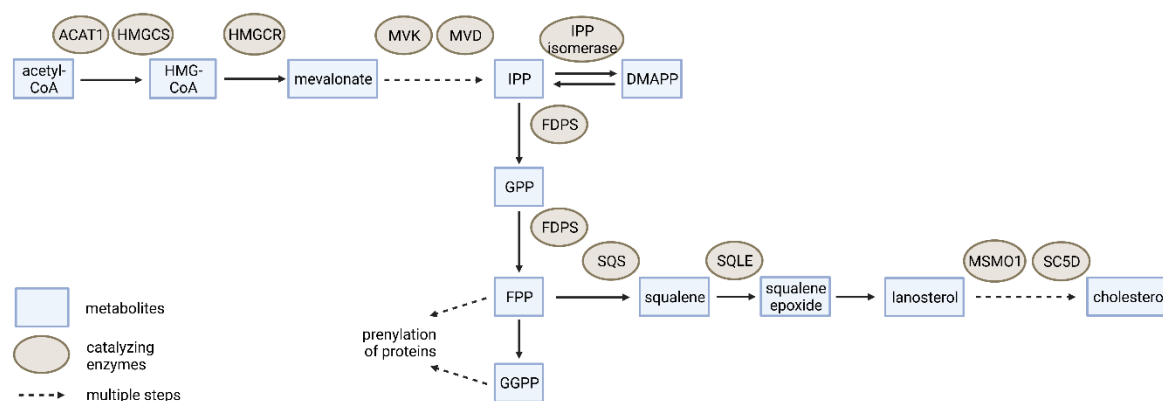 ACAT1
HMGCS
HMGCR
MVK
MVD
IPP
isomerase
acetyl-
CoA
HMG-
CoA
mevalonate
IPP
DMAPP
FDPS
GPP
FDPS
SQS
SQLE
MSMO1
SC5D
FPP
squalene
squalene
epoxide
lanosterol
cholesterol
metabolites
prenylation
of proteins
catalyzing
enzymes
GGPP
multiple steps